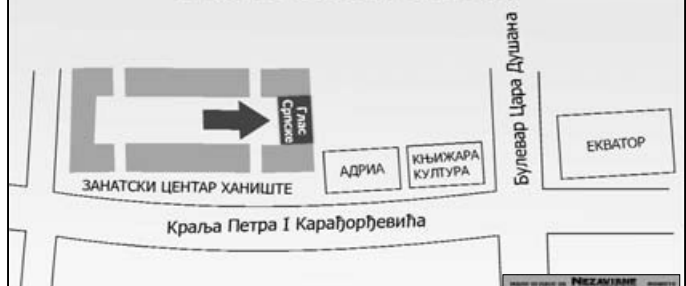 Глас
Српске
АДРИА
КЊИЖАРА
КУЛТУРА
Булевар Цара Душана
ЕКВАТОР
ЗАНАТСКИ ЦЕНТАР ХАНИШТЕ
Краља Петра I Карађорђевића
NEZAVISNE